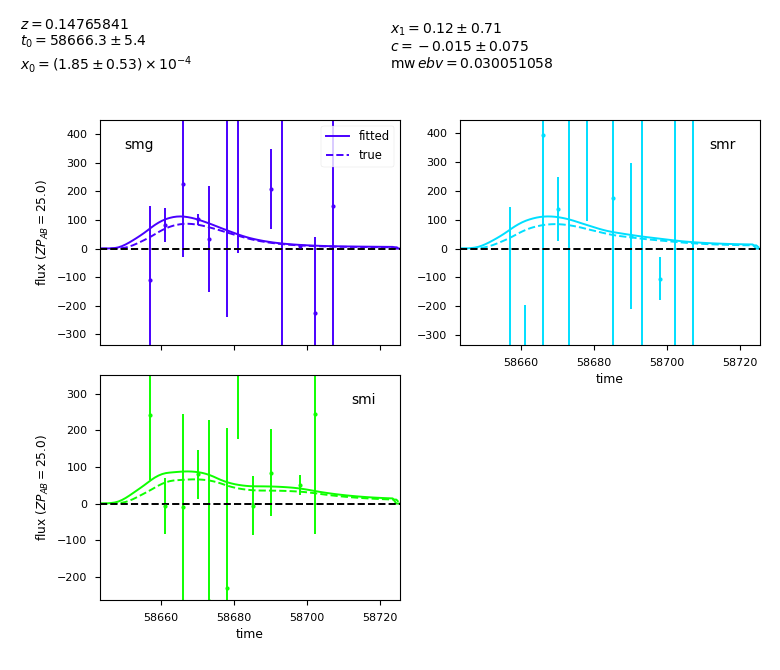 z = 0.14765841
t₀ = 58666.3 ± 5.4
x₀ = (1.85 ± 0.53) × 10⁻⁴
x₁ = 0.12 ± 0.71
c = −0.015 ± 0.075
mw ebv = 0.030051058
400
300
200
100
0
−100
−200
−300
flux (ZP_AB = 25.0)
smg
fitted
true
400
300
200
100
0
−100
−200
−300
smr
58660 58680 58700 58720
time
300
200
100
0
−100
−200
flux (ZP_AB = 25.0)
smi
58660 58680 58700 58720
time